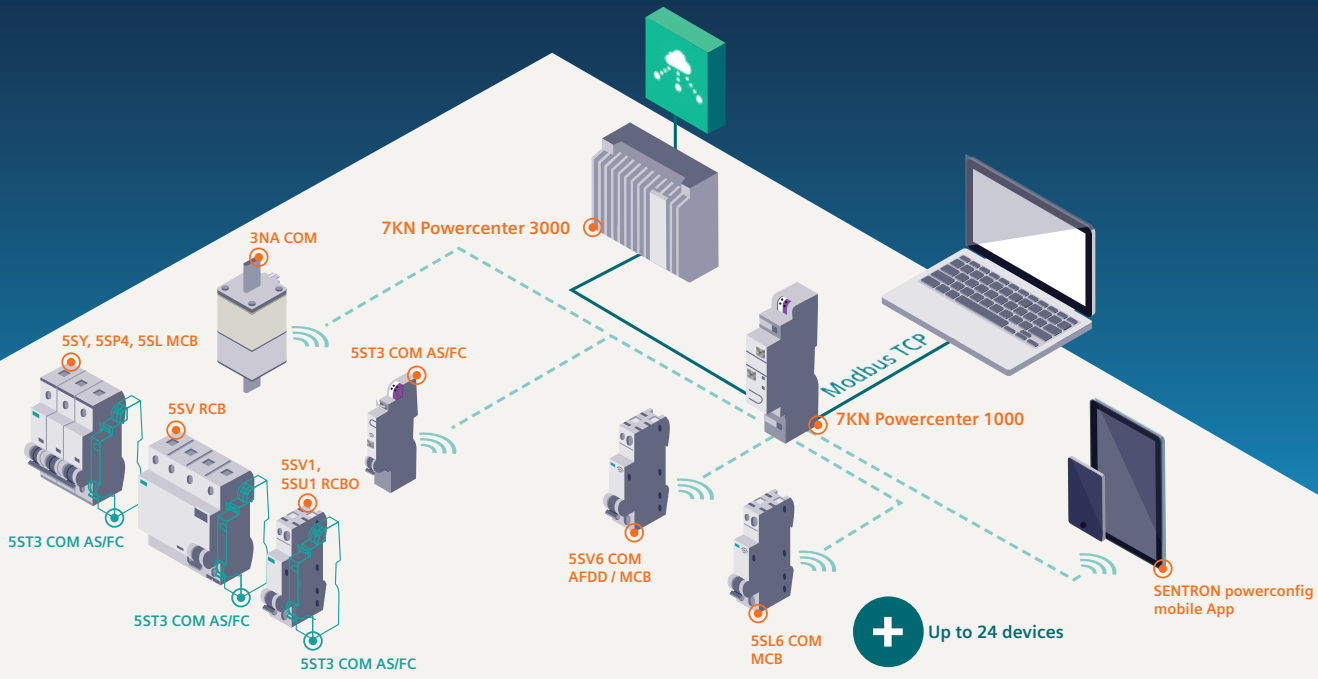 7KN Powercenter 3000
3NA COM
5SY, 5SP4, 5SL MCB
5ST3 COM AS/FC
Modbus TCP
5SV RCB
7KN Powercenter 1000
5SV1,
5SU1 RCBO
5ST3 COM AS/FC
5SV6 COM
AFDD / MCB
SENTRON powerconfig
mobile App
5ST3 COM AS/FC
Up to 24 devices
5SL6 COM
MCB
5ST3 COM AS/FC